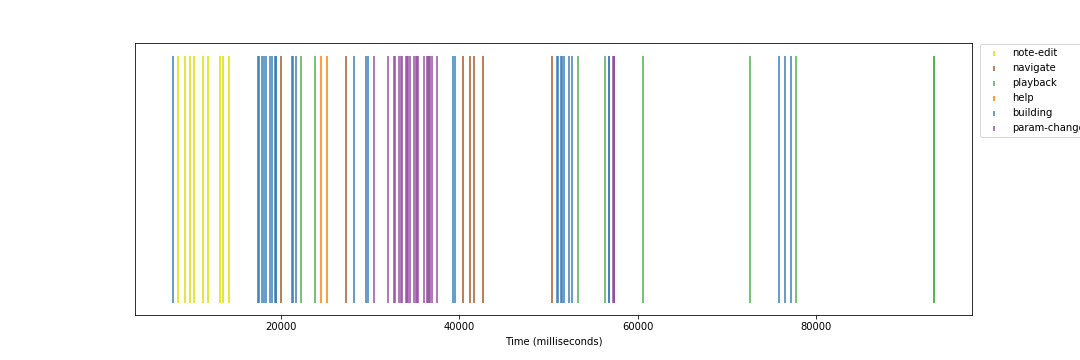 note-edit
navigate
playback
help
building
param-change
20000 40000 60000 80000
Time (milliseconds)